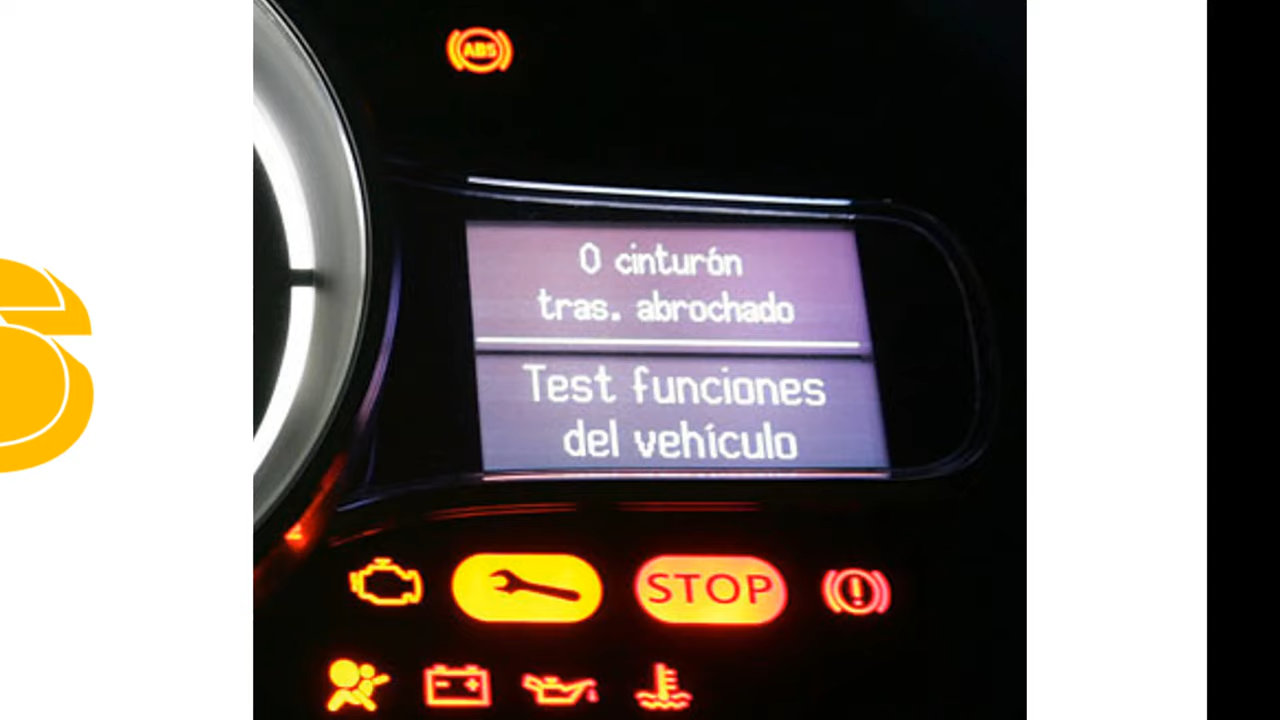 ABS
0 cinturón
tras. abrochado
Test funciones
del vehículo
STOP